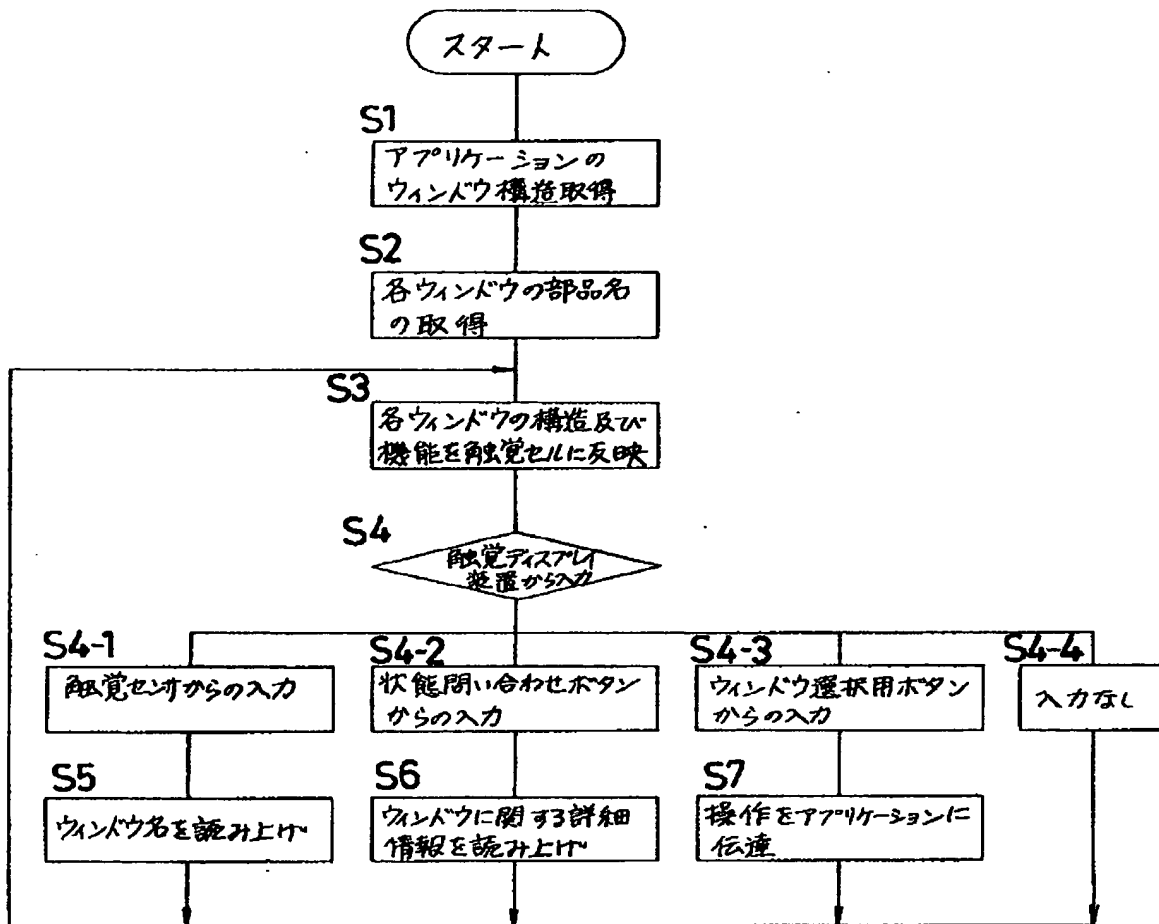 スタート
S1
アプリケーションの
ウィンドウ構造取得
S2
各ウィンドウの部品名
の取得
S3
各ウィンドウの構造及び
機能を触覚セルに反映
S4
触覚ディスプレイ
装置から入力
S4-1
触覚センサからの入力
S4-2
状態問い合わせボタン
からの入力
S4-3
ウィンドウ選択用ボタン
からの入力
S4-4
入力なし
S5
ウィンドウ名を読み上げ
S6
ウィンドウに関する詳細
情報を読み上げ
S7
操作をアプリケーションに
伝達